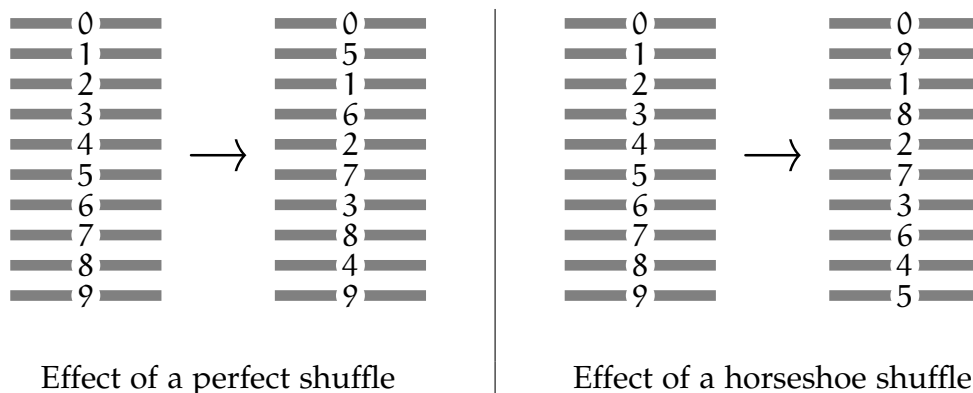 0 0 0 0
1 5 1 9
2 1 2 1
3 6 3 8
4 2 4 2
5 7 5 7
6 3 6 3
7 8 7 6
8 4 8 4
9 9 9 5
Effect of a perfect shuffle
Effect of a horseshoe shuffle